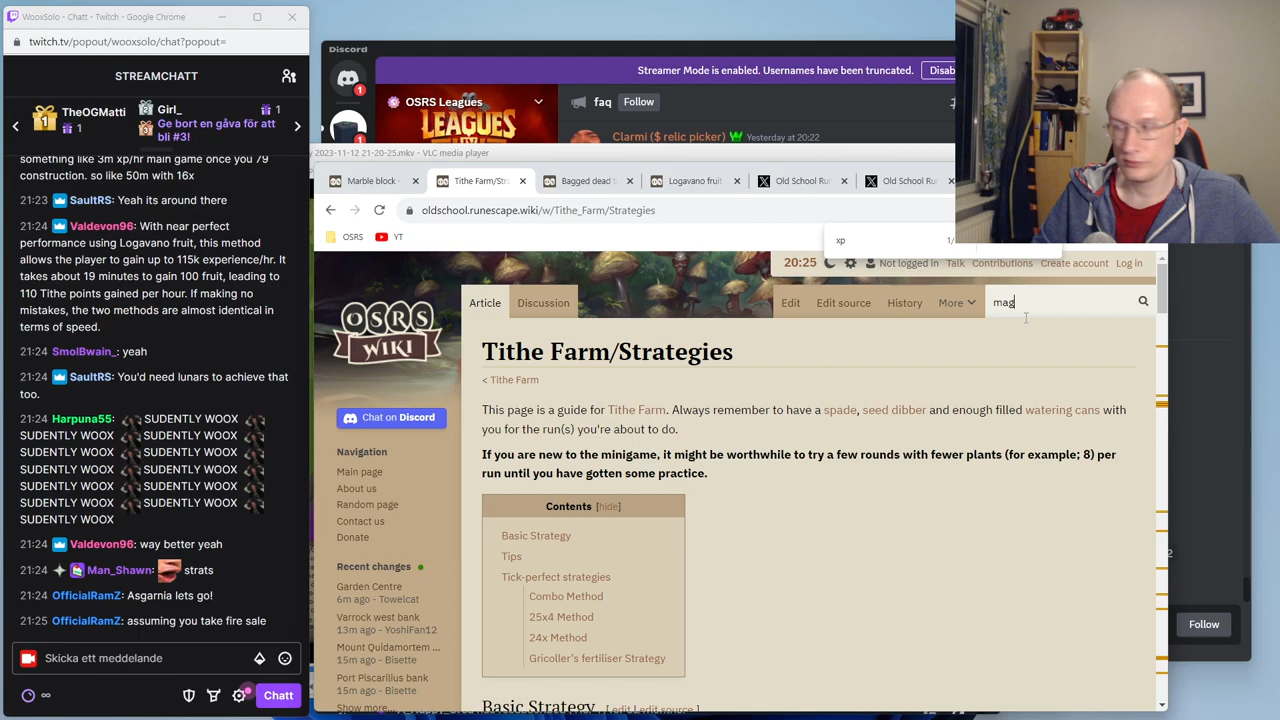 WooxSolo - Chatt - Twitch - Google Chrome
twitch.tv/popout/wooxsolo/chat?popout=
STREAMCHATT
TheOGMatti
1
2 Girl_ 1
3 Ge bort en gåva för att
bli #3!
something like 3m xp/hr main game once you 79
construction. so like 50m with 16x
21:23 SaultRS: Yeah its around there
21:23 Valdevon96: With near perfect
performance using Logavano fruit, this method
allows the player to gain up to 115k experience/hr. It
takes about 19 minutes to gain 100 fruit, leading to
110 Tithe points gained per hour. If making no
mistakes, the two methods are almost identical in
terms of speed.
21:24 SmolBwain_: yeah
21:24 SaultRS: You'd need lunars to achieve that
too.
21:24 Harpuna55:
SUDENTLY WOOX SUDENTLY WOOX
SUDENTLY WOOX SUDENTLY WOOX
SUDENTLY WOOX SUDENTLY WOOX
SUDENTLY WOOX SUDENTLY WOOX
SUDENTLY WOOX
21:24 Valdevon96: way better yeah
21:24 Man_Shawn: strats
21:24 OfficialRamZ: Asgarnia lets go!
21:24 OfficialRamZ: assuming you take fire sale
Skicka ett meddelande
∞
Chatt
Discord
Streamer Mode is enabled. Usernames have been truncated. Disab
OSRS Leagues
faq Follow
LEAGUES
Clarmi ($ relic picker) Yesterday at 20:22
1
1
2023-11-12 21-20-25.mkv - VLC media player
Marble block - Tithe Farm/Str Bagged dead t Logavano fruit Old School Ru Old School Ru
oldschool.runescape.wiki/w/Tithe_Farm/Strategies
OSRS YT
xp 1/
20:25 Not logged in Talk Contributions Create account Log in
Article Discussion Edit Edit source History More mag
OSRS
WIKI
Chat on Discord
Navigation
Main page
About us
Random page
Contact us
Donate
Recent changes
Garden Centre
6m ago - Towelcat
Varrock west bank
13m ago - YoshiFan12
Mount Quidamortem ...
15m ago - Bisette
Port Piscarilius bank
15m ago - Bisette
Show more...
Tithe Farm/Strategies
< Tithe Farm
This page is a guide for Tithe Farm. Always remember to have a spade, seed dibber and enough filled watering cans with
you for the run(s) you're about to do.
If you are new to the minigame, it might be worthwhile to try a few rounds with fewer plants (for example; 8) per
run until you have gotten some practice.
Contents [hide]
Basic Strategy
Tips
Tick-perfect strategies
Combo Method
25x4 Method
24x Method
Gricoller's fertiliser Strategy
Basic Strategy [ edit | edit source ]
Follow